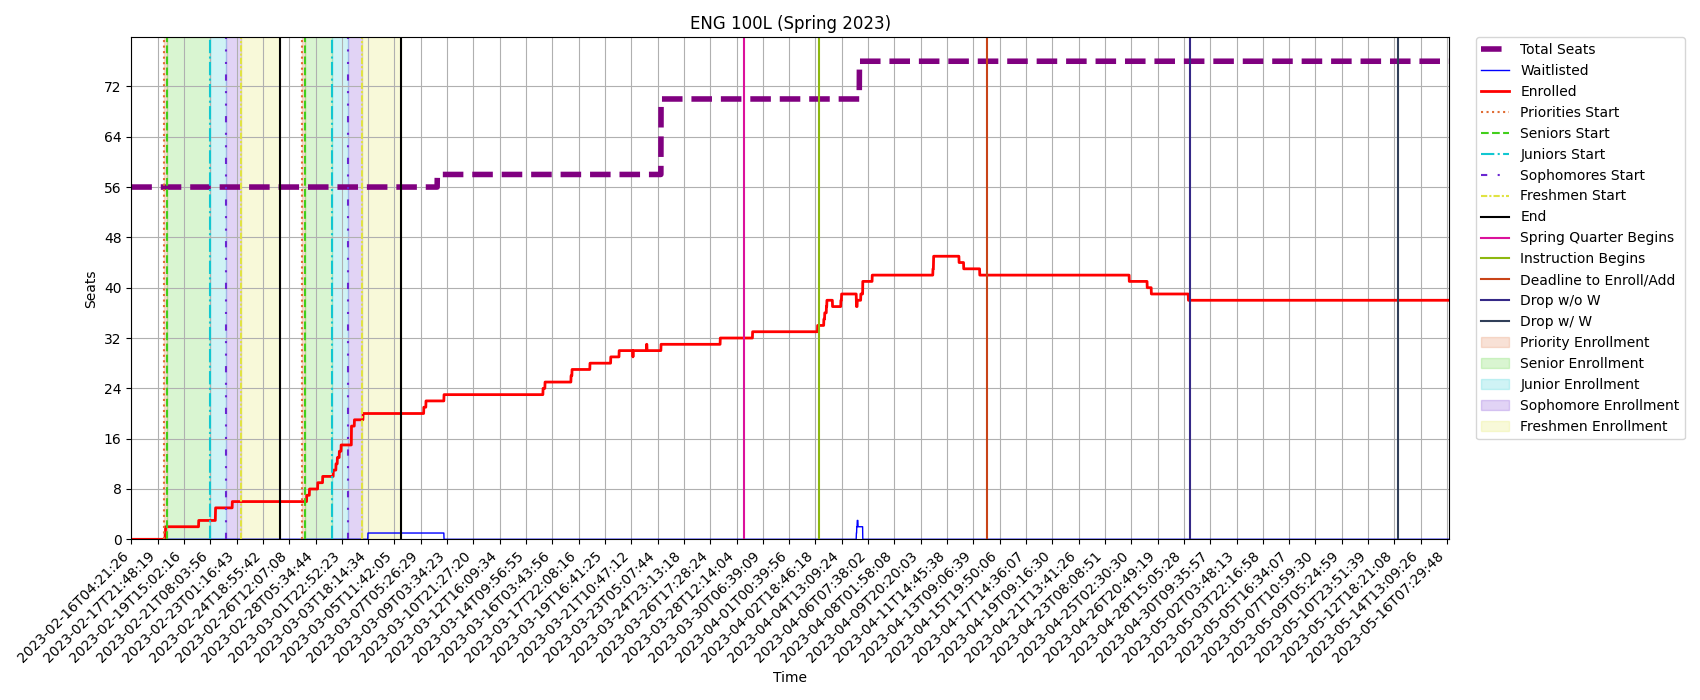 ENG 100L (Spring 2023)
Seats
72
64
56
48
40
32
24
16
8
0
2023-02-16T04:21:26
2023-02-17T21:48:19
2023-02-19T15:02:16
2023-02-21T08:03:56
2023-02-23T01:16:43
2023-02-24T18:55:42
2023-02-26T12:07:08
2023-02-28T05:34:44
2023-03-01T22:52:23
2023-03-03T18:14:34
2023-03-05T11:42:05
2023-03-07T05:26:29
2023-03-09T03:34:23
2023-03-10T21:27:20
2023-03-12T16:09:34
2023-03-14T09:56:55
2023-03-16T03:43:56
2023-03-17T22:08:16
2023-03-19T16:41:25
2023-03-21T10:47:12
2023-03-23T05:07:44
2023-03-24T23:13:18
2023-03-26T17:28:24
2023-03-28T12:14:04
2023-03-30T06:39:09
2023-04-01T00:39:56
2023-04-02T18:46:18
2023-04-04T13:09:24
2023-04-06T07:38:02
2023-04-08T01:58:08
2023-04-09T20:20:03
2023-04-11T14:45:38
2023-04-13T09:06:39
2023-04-15T19:50:06
2023-04-17T14:36:07
2023-04-19T09:16:30
2023-04-21T13:41:26
2023-04-23T08:08:51
2023-04-25T02:30:30
2023-04-26T20:49:19
2023-04-28T15:05:28
2023-04-30T09:35:57
2023-05-02T03:48:13
2023-05-03T22:16:58
2023-05-05T16:34:07
2023-05-07T10:59:30
2023-05-09T05:24:59
2023-05-10T23:51:39
2023-05-12T18:21:08
2023-05-14T13:09:26
2023-05-16T07:29:48
Time
Total Seats
Waitlisted
Enrolled
Priorities Start
Seniors Start
Juniors Start
Sophomores Start
Freshmen Start
End
Spring Quarter Begins
Instruction Begins
Deadline to Enroll/Add
Drop w/o W
Drop w/ W
Priority Enrollment
Senior Enrollment
Junior Enrollment
Sophomore Enrollment
Freshmen Enrollment